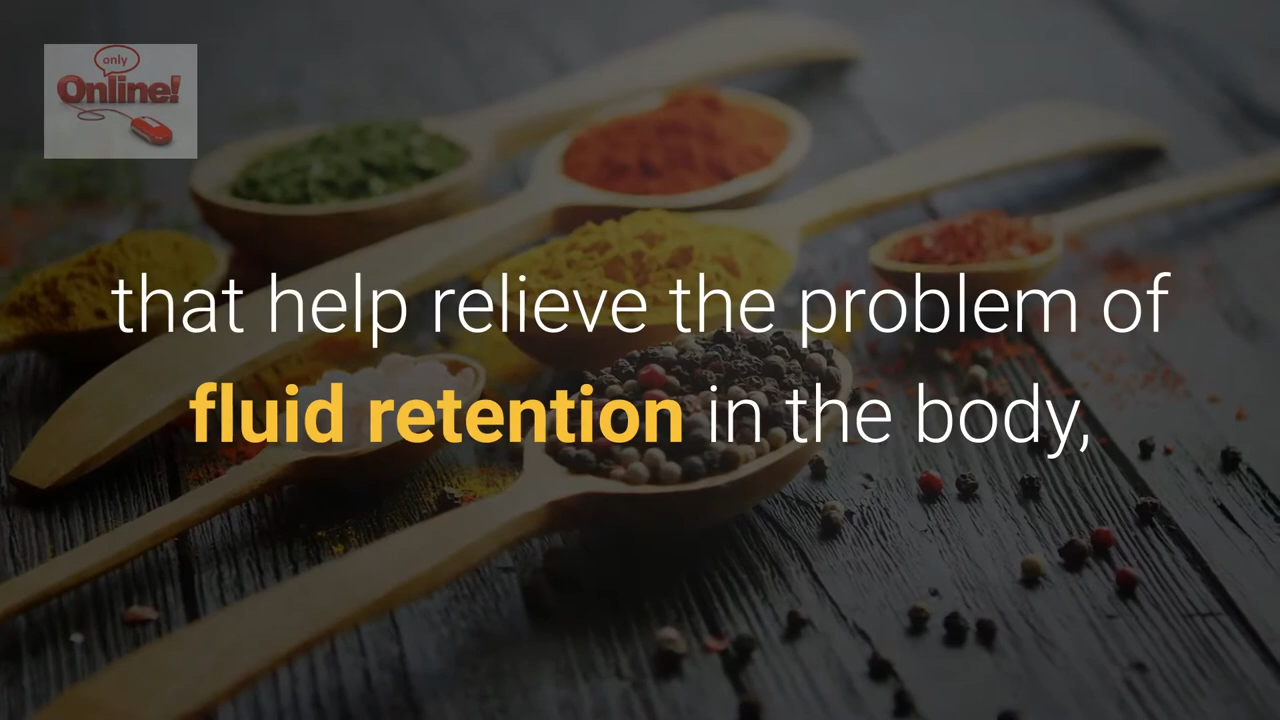 only
Online!
that help relieve the problem of
fluid retention in the body,